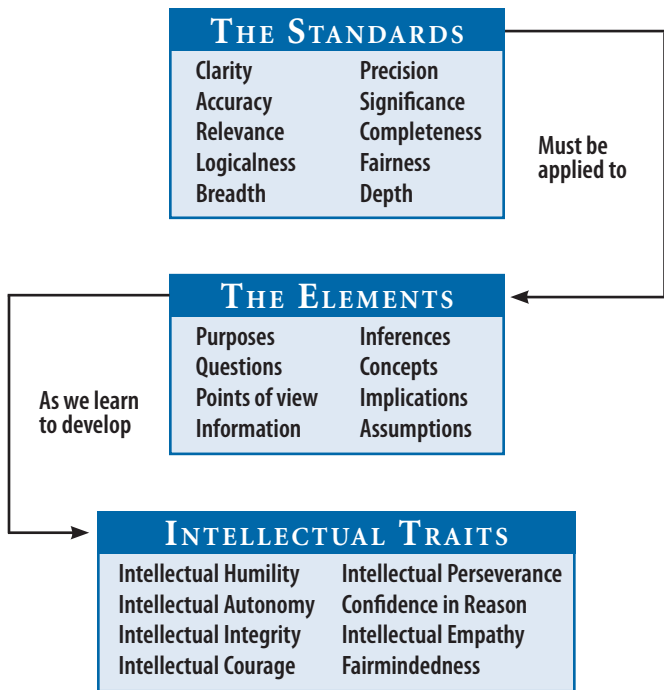 THE STANDARDS
Clarity Precision
Accuracy Significance
Relevance Completeness
Logicalness Fairness
Breadth Depth
Must be
applied to
THE ELEMENTS
Purposes Inferences
Questions Concepts
Points of view Implications
Information Assumptions
As we learn
to develop
INTELLECTUAL TRAITS
Intellectual Humility Intellectual Perseverance
Intellectual Autonomy Confidence in Reason
Intellectual Integrity Intellectual Empathy
Intellectual Courage Fairmindedness